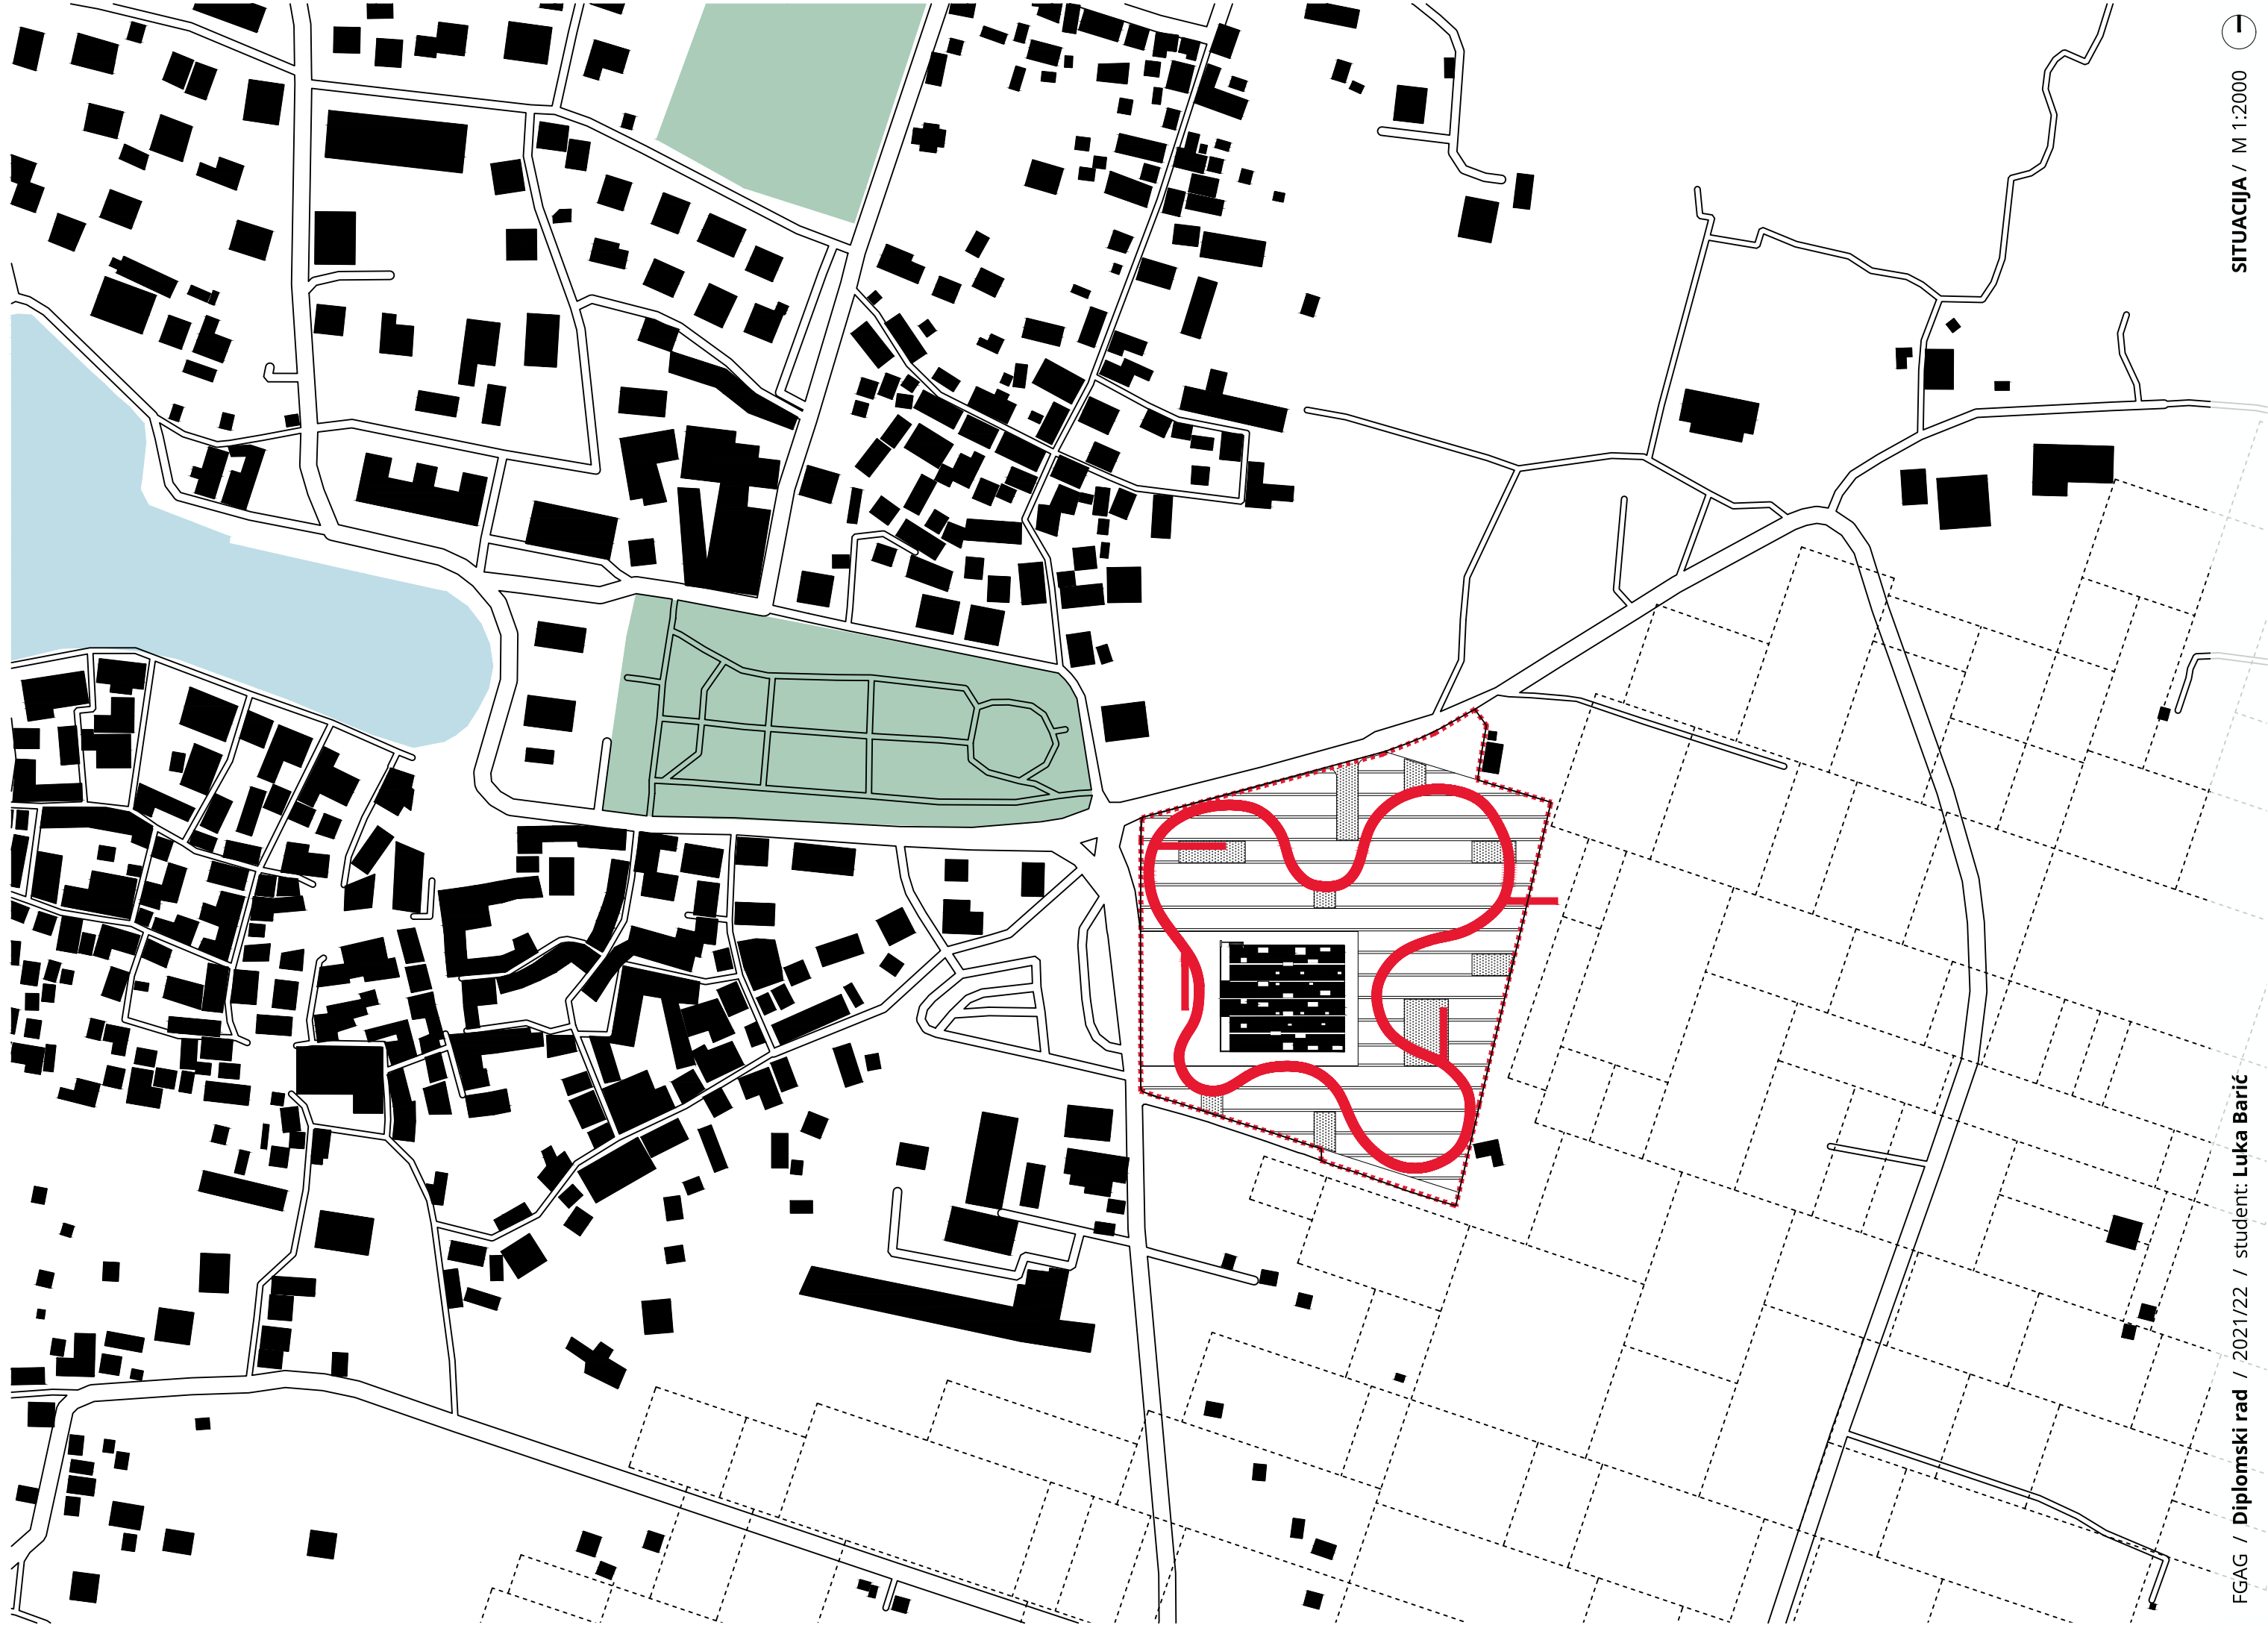 SITUACIJA / M 1:2000
FGAG / Diplomski rad / 2021/22 / student: Luka Barić